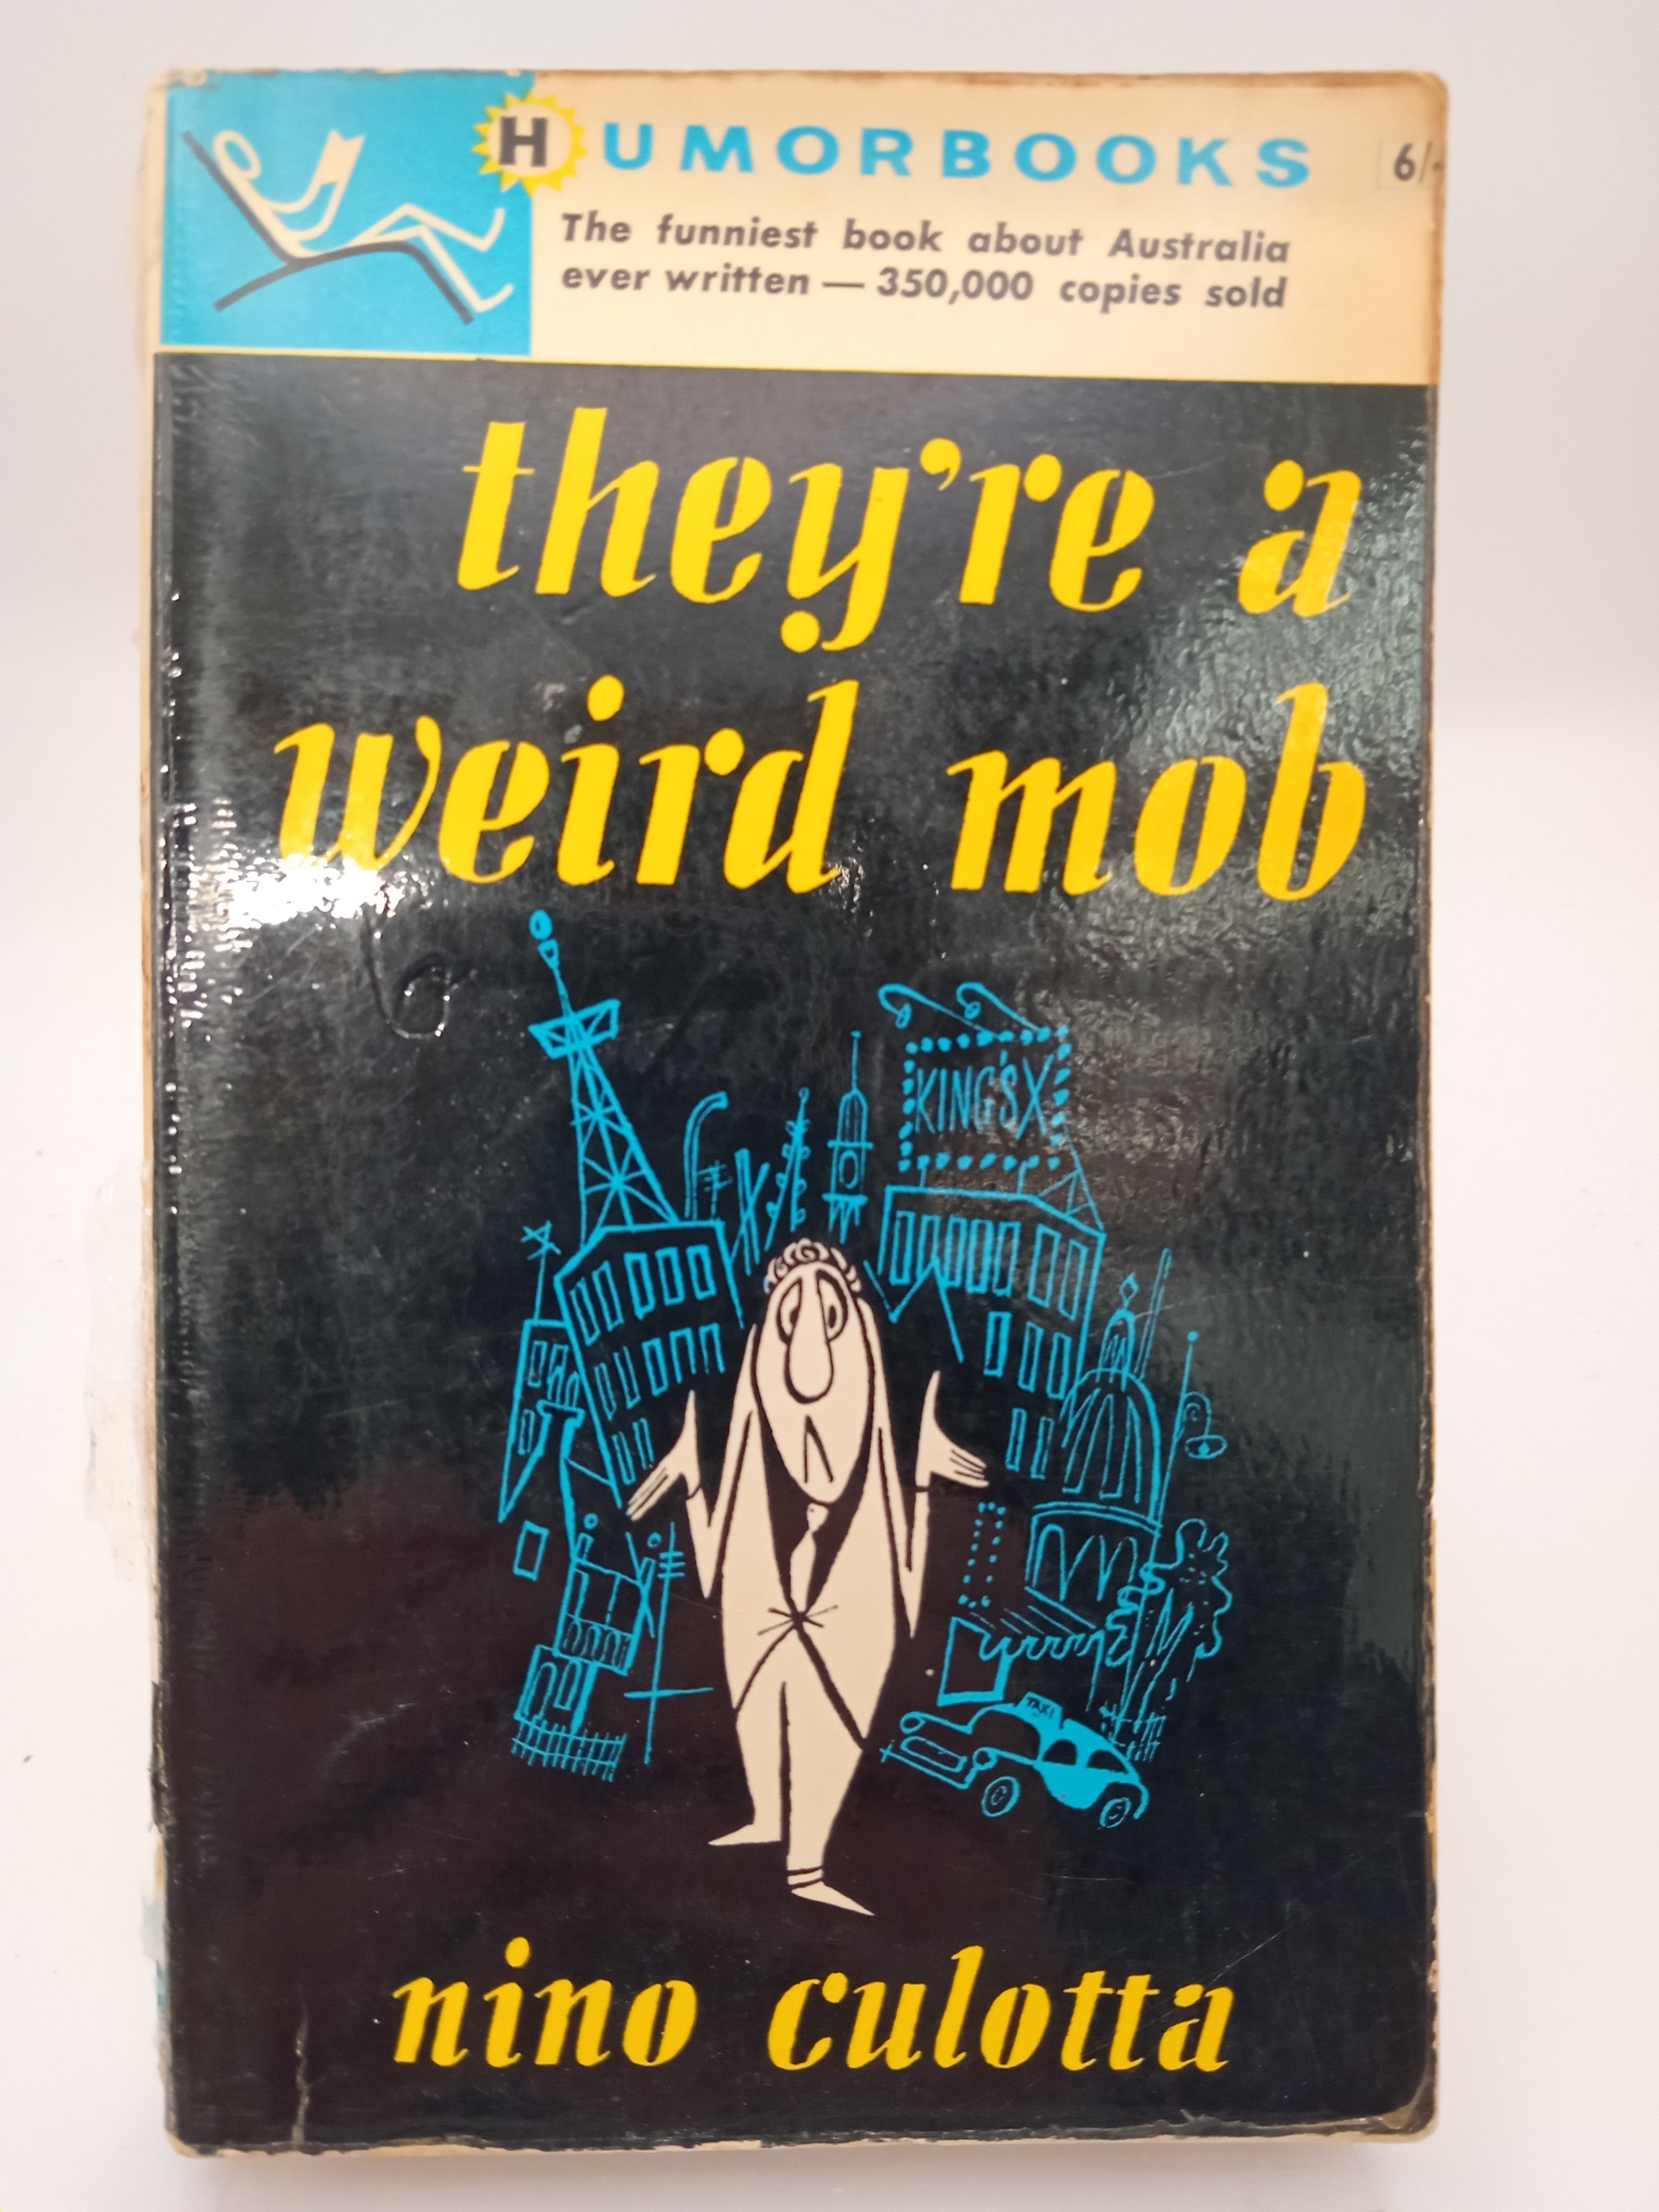 HUMORBOOKS 6/-
The funniest book about Australia
ever written — 350,000 copies sold
they're a
weird mob
KING'S X
TAXI
nino culotta